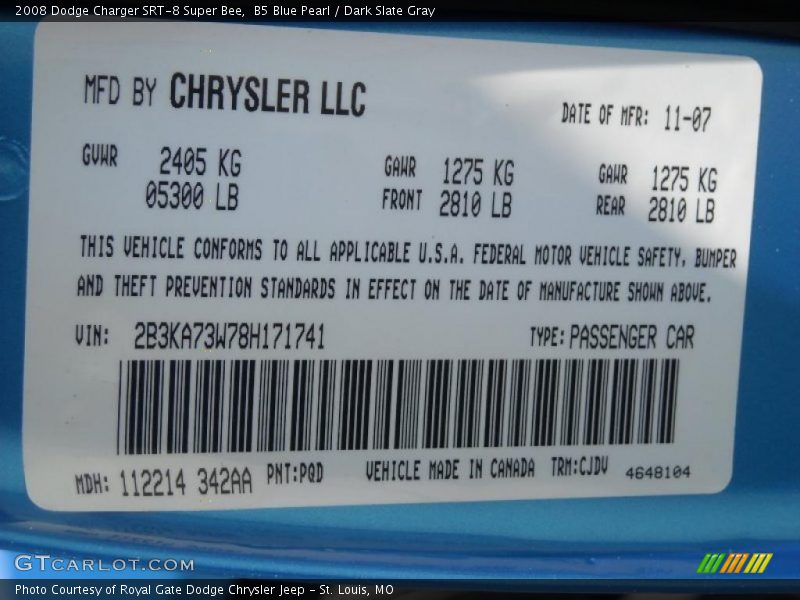 2008 Dodge Charger SRT-8 Super Bee,  B5 Blue Pearl / Dark Slate Gray
MFD BY CHRYSLER LLC
DATE OF MFR: 11-07
GVWR 2405 KG GAWR 1275 KG GAWR 1275 KG
05300 LB FRONT 2810 LB REAR 2810 LB
THIS VEHICLE CONFORMS TO ALL APPLICABLE U.S.A. FEDERAL MOTOR VEHICLE SAFETY, BUMPER
AND THEFT PREVENTION STANDARDS IN EFFECT ON THE DATE OF MANUFACTURE SHOWN ABOVE.
VIN: 2B3KA73W78H171741 TYPE: PASSENGER CAR
MDH: 112214 342AA PNT:PQD VEHICLE MADE IN CANADA TRM:CJDV 4648104
GTCARLOT.COM
Photo Courtesy of Royal Gate Dodge Chrysler Jeep - St. Louis, MO